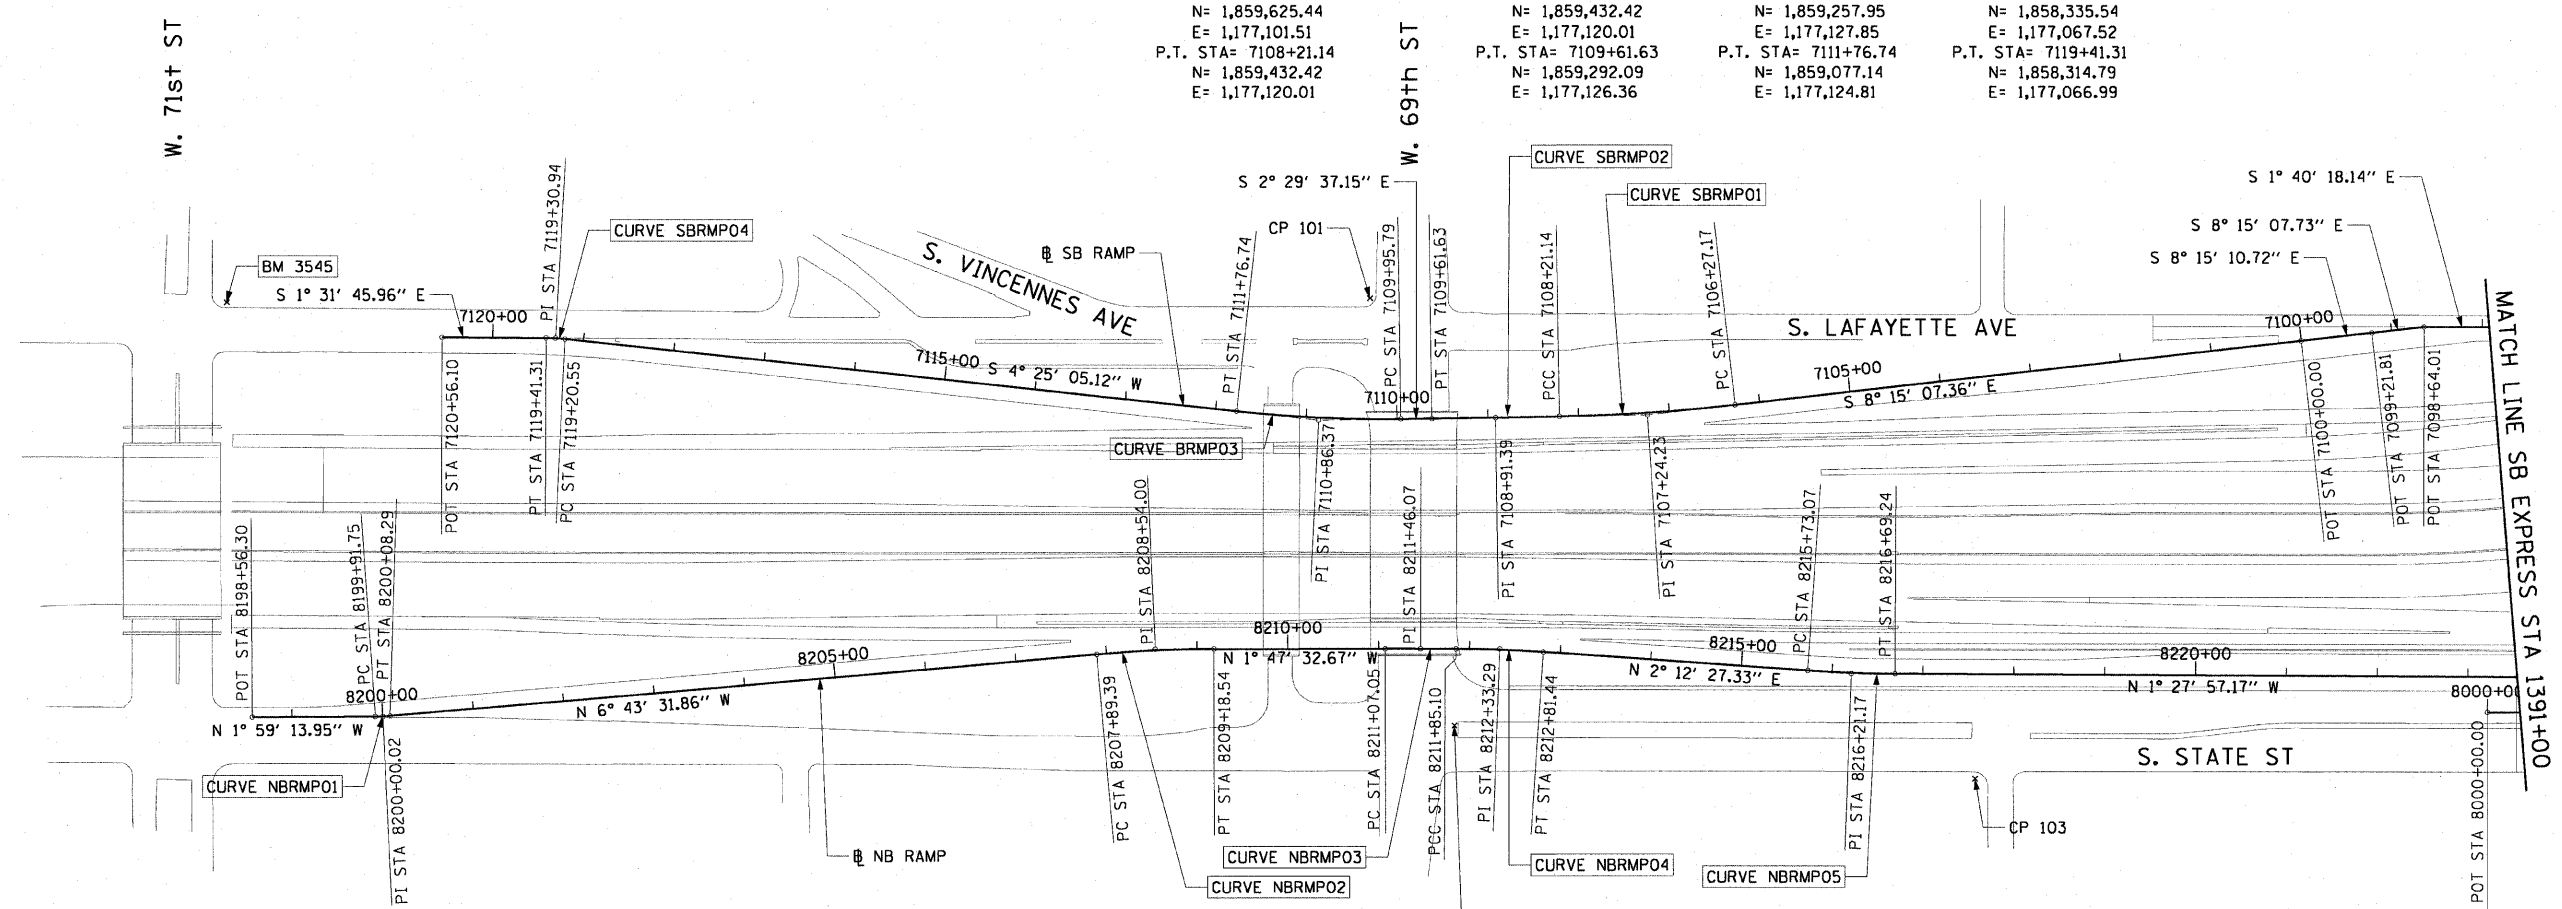 N= 1,859,625.44
E= 1,177,101.51
P.T. STA= 7108+21.14
N= 1,859,432.42
E= 1,177,120.01
N= 1,859,432.42
E= 1,177,120.01
P.T. STA= 7109+61.63
N= 1,859,292.09
E= 1,177,126.36
N= 1,859,257.95
E= 1,177,127.85
P.T. STA= 7111+76.74
N= 1,859,077.14
E= 1,177,124.81
N= 1,858,335.54
E= 1,177,067.52
P.T. STA= 7119+41.31
N= 1,858,314.79
E= 1,177,066.99
W. 71st ST
W. 69th ST
BM 3545
S 1° 31' 45.96" E
7120+00
PI STA 7119+30.94
CURVE SBRMP04
S. VINCENNES AVE
℄ SB RAMP
7115+00
S 4° 25' 05.12" W
PT STA 7111+76.74
CP 101
S 2° 29' 37.15" E
PC STA 7109+95.79
PT STA 7109+61.63
7110+00
CURVE SBRMP02
PCC STA 7108+21.14
CURVE SBRMP01
PC STA 7106+27.17
S. LAFAYETTE AVE
7105+00
S 8° 15' 07.36" E
S 1° 40' 18.14" E
S 8° 15' 07.73" E
S 8° 15' 10.72" E
7100+00
MATCH LINE SB EXPRESS STA 1391+00
POT STA 7120+56.10
POT STA 7119+41.31
PC STA 7119+20.55
CURVE BRMP03
PI STA 7110+86.37
PI STA 7108+91.39
PI STA 7107+24.23
POT STA 7100+00.00
POT STA 7099+21.81
POT STA 7098+64.01
POT STA 8198+56.30
PC STA 8199+91.75
PT STA 8200+08.29
PI STA 8208+54.00
PI STA 8211+46.07
PC STA 8215+73.07
PT STA 8216+69.24
8200+00
8205+00
8210+00
8215+00
8220+00
8000+00
N 1° 59' 13.95" W
N 6° 43' 31.86" W
N 1° 47' 32.67" W
N 2° 12' 27.33" E
N 1° 27' 57.17" W
CURVE NBRMP01
PI STA 8200+00.02
℄ NB RAMP
PC STA 8207+89.39
PT STA 8209+18.54
CURVE NBRMP02
CURVE NBRMP03
PC STA 8211+07.05
PCC STA 8211+85.10
PI STA 8212+33.29
PT STA 8212+81.44
CURVE NBRMP04
CURVE NBRMP05
PI STA 8216+21.17
CP 103
S. STATE ST
POT STA 8000+00.00